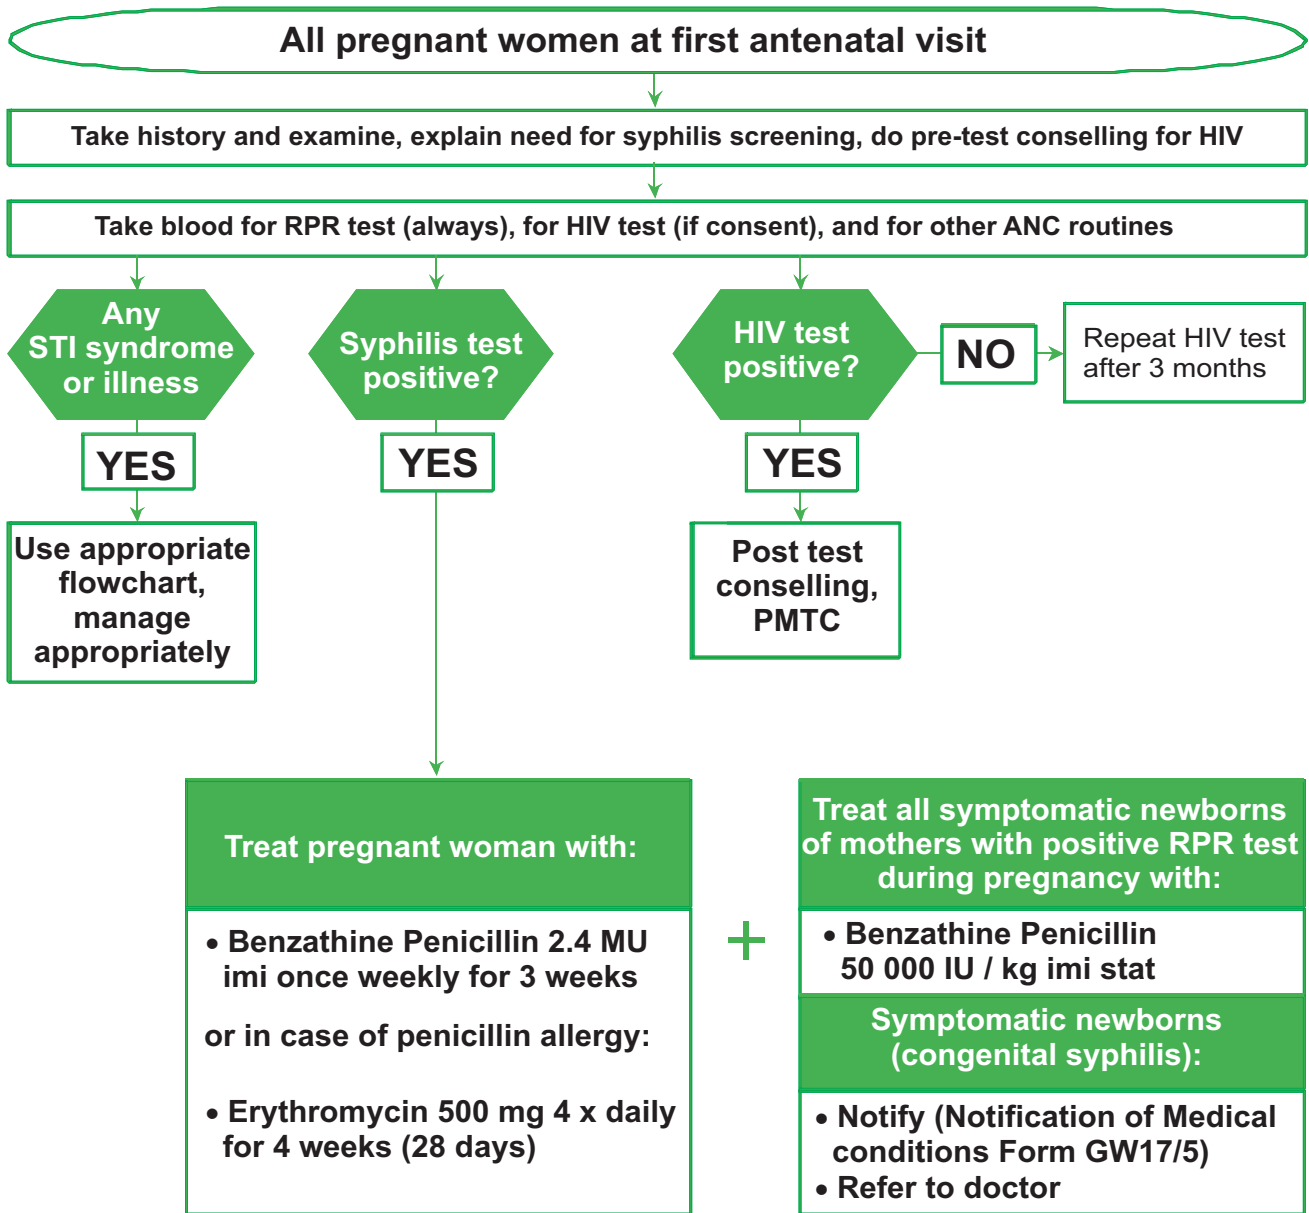 All pregnant women at first antenatal visit
Take history and examine, explain need for syphilis screening, do pre-test conselling for HIV
Take blood for RPR test (always), for HIV test (if consent), and for other ANC routines
Any
STI syndrome
or illness
YES
Use appropriate
flowchart,
manage
appropriately
Syphilis test
positive?
YES
HIV test
positive?
NO
Repeat HIV test
after 3 months
YES
Post test
conselling,
PMTC
Treat pregnant woman with:
• Benzathine Penicillin 2.4 MU
imi once weekly for 3 weeks
or in case of penicillin allergy:
• Erythromycin 500 mg 4 x daily
for 4 weeks (28 days)
+
Treat all symptomatic newborns
of mothers with positive RPR test
during pregnancy with:
• Benzathine Penicillin
50 000 IU / kg imi stat
Symptomatic newborns
(congenital syphilis):
• Notify (Notification of Medical
conditions Form GW17/5)
• Refer to doctor